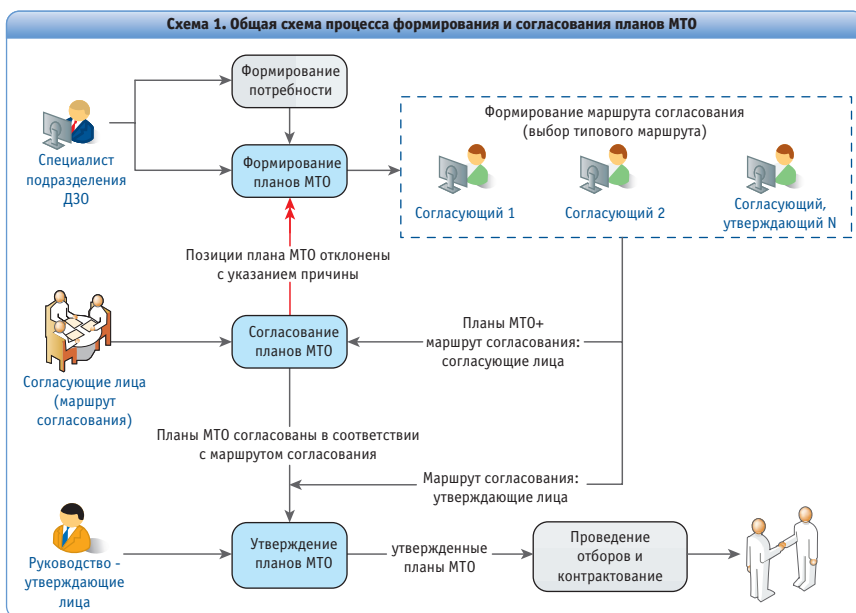 Схема 1. Общая схема процесса формирования и согласования планов МТО
Формирование
потребности
Специалист
подразделения
ДЗО
Формирование
планов МТО
Формирование маршрута согласования
(выбор типового маршрута)
Согласующий 1
Согласующий 2
Согласующий,
утверждающий N
Позиции плана МТО отклонены
с указанием причины
Согласующие лица
(маршрут
согласования)
Согласование
планов МТО
Планы МТО+
маршрут согласования:
согласующие лица
Планы МТО согласованы в соответствии
с маршрутом согласования
Маршрут согласования:
утверждающие лица
Руководство -
утверждающие
лица
Утверждение
планов МТО
утвержденные
планы МТО
Проведение
отборов и
контрактование